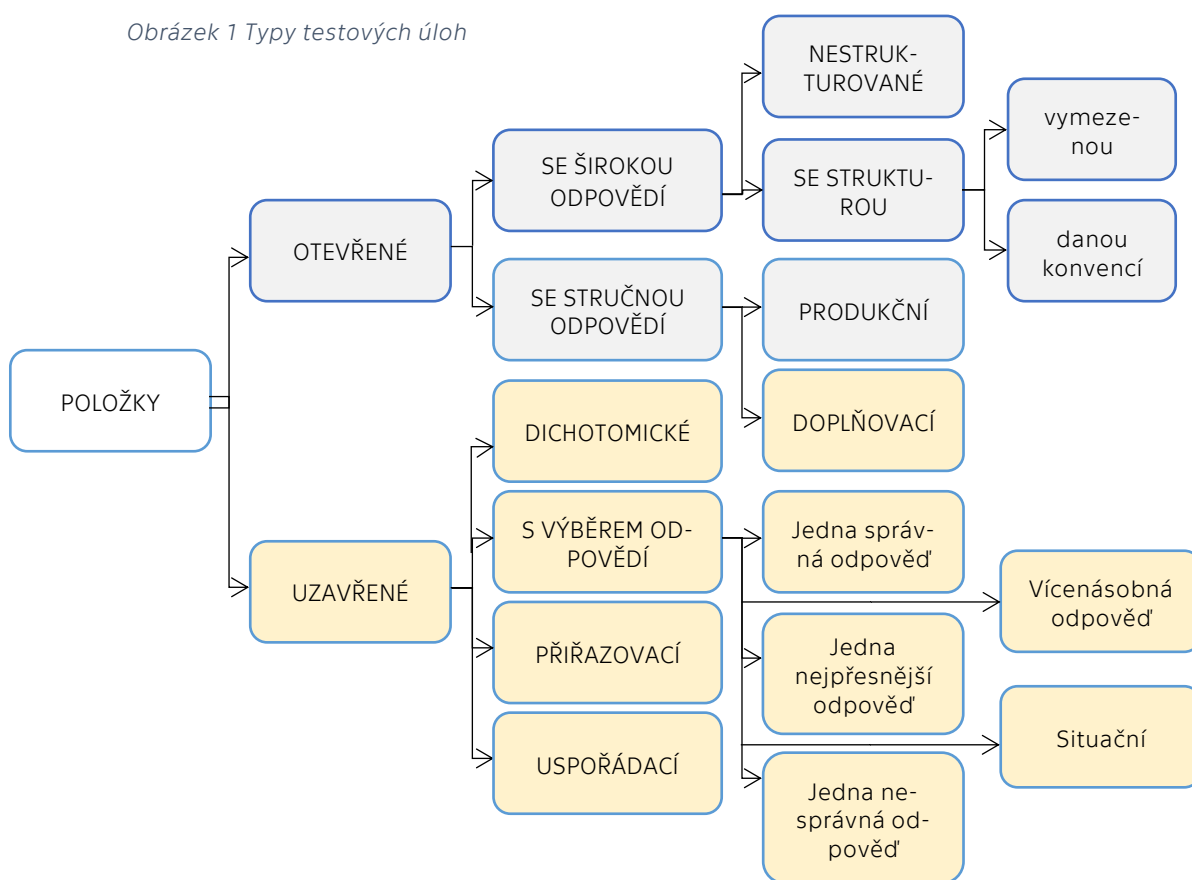 Obrázek 1 Typy testových úloh
NESTRUK-
TUROVANÉ
vymeze-
nou
SE ŠIROKOU
ODPOVĚDÍ
SE STRUKTU-
ROU
OTEVŘENÉ
danou
konvencí
SE STRUČNOU
ODPOVĚDÍ
PRODUKČNÍ
POLOŽKY
DICHOTOMICKÉ
DOPLŇOVACÍ
S VÝBĚREM OD-
POVĚDÍ
Jedna správ-
ná odpověď
UZAVŘENÉ
Vícenásobná
odpověď
PŘIŘAZOVACÍ
Jedna
nejpřesnější
odpověď
Situační
USPOŘÁDACÍ
Jedna ne-
správná od-
pověď